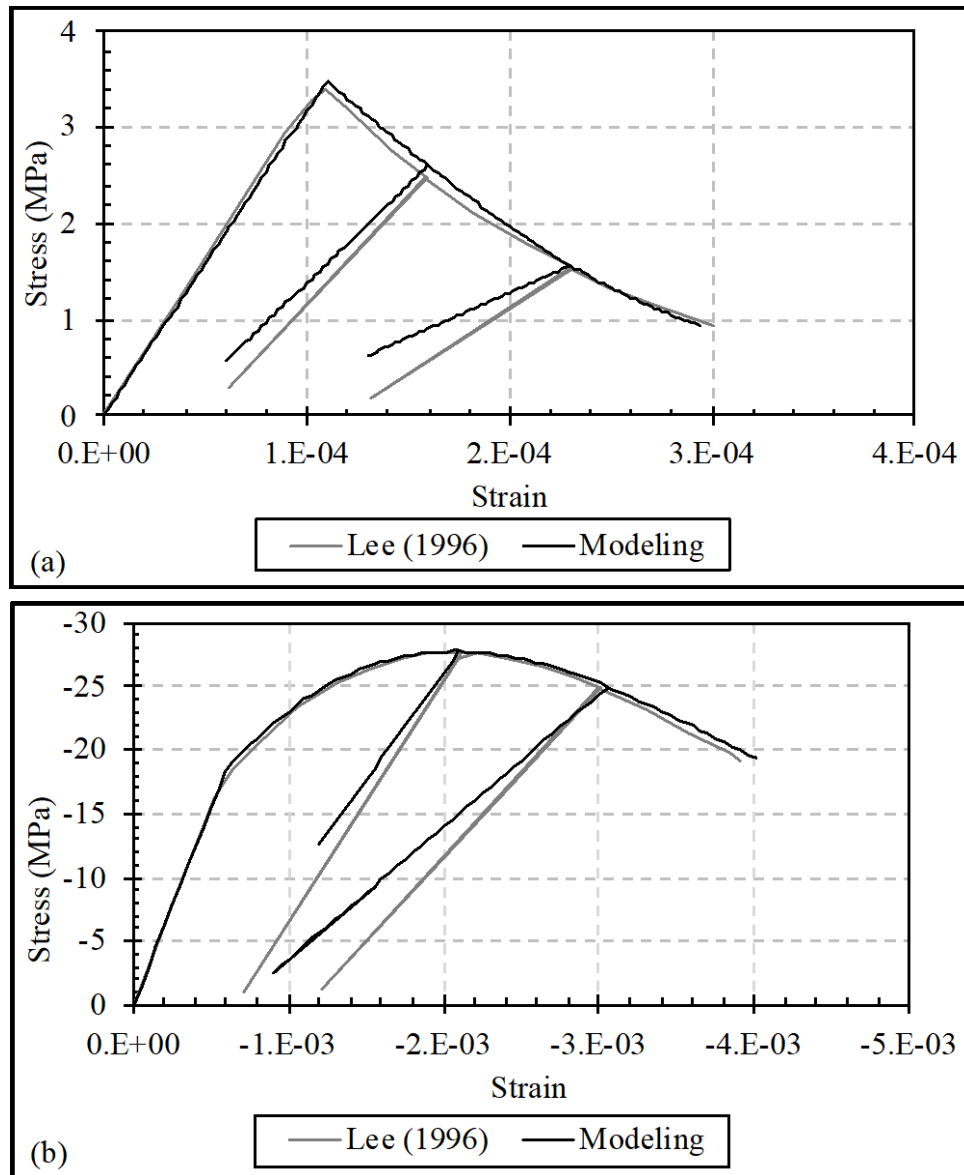 4
3
2
1
0
Stress (MPa)
0.E+00 1.E-04 2.E-04 3.E-04 4.E-04
Strain
Lee (1996) Modeling
(a)
-30
-25
-20
-15
-10
-5
0
Stress (MPa)
0.E+00 -1.E-03 -2.E-03 -3.E-03 -4.E-03 -5.E-03
Strain
Lee (1996) Modeling
(b)